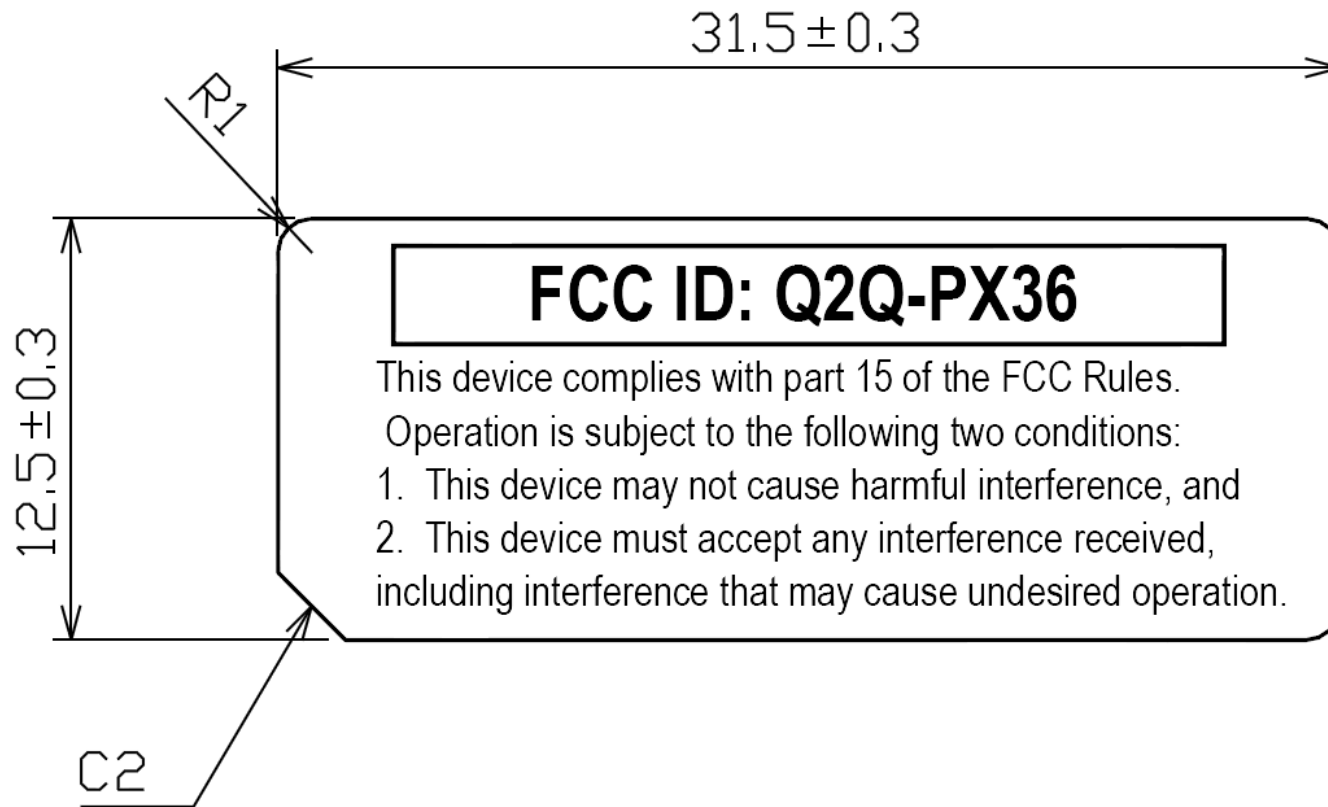 31.5±0.3
R1
FCC ID: Q2Q-PX36
12.5±0.3
This device complies with part 15 of the FCC Rules.
Operation is subject to the following two conditions:
1. This device may not cause harmful interference, and
2. This device must accept any interference received,
including interference that may cause undesired operation.
C2